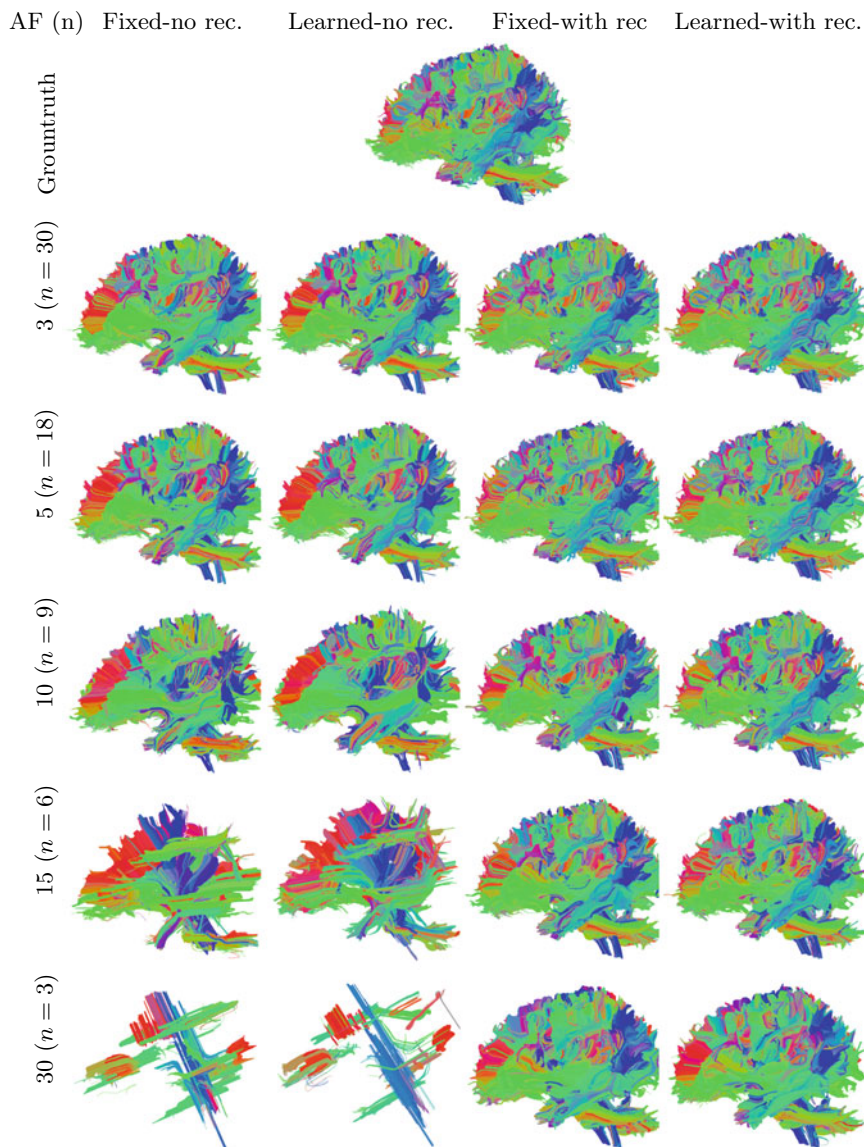 AF (n) Fixed-no rec. Learned-no rec. Fixed-with rec Learned-with rec.
Grountruth
3 (n = 30)
5 (n = 18)
10 (n = 9)
15 (n = 6)
30 (n = 3)